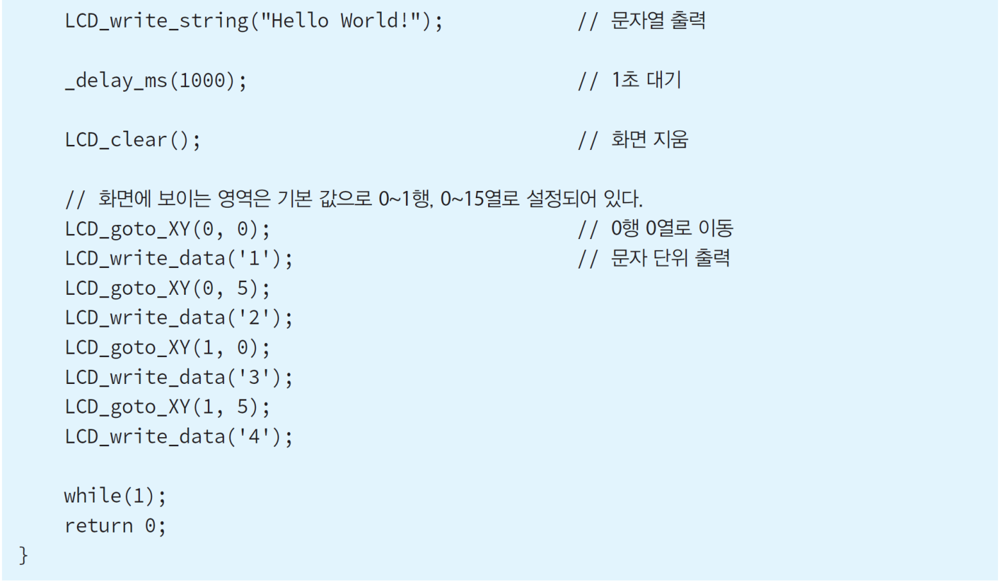 LCD_write_string("Hello World!"); // 문자열 출력
_delay_ms(1000); // 1초 대기
LCD_clear(); // 화면 지움
// 화면에 보이는 영역은 기본 값으로 0~1행, 0~15열로 설정되어 있다.
LCD_goto_XY(0, 0); // 0행 0열로 이동
LCD_write_data('1'); // 문자 단위 출력
LCD_goto_XY(0, 5);
LCD_write_data('2');
LCD_goto_XY(1, 0);
LCD_write_data('3');
LCD_goto_XY(1, 5);
LCD_write_data('4');
while(1);
return 0;
}